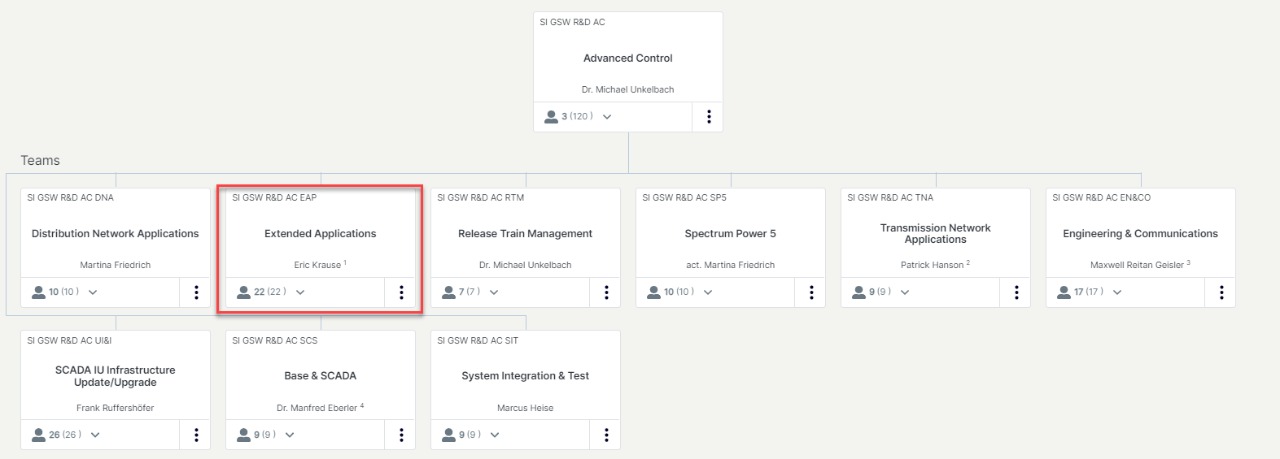 SI GSW R&D AC
Advanced Control
Dr. Michael Unkelbach
3 (120 )
Teams
SI GSW R&D AC DNA
Distribution Network Applications
Martina Friedrich
10 (10 )
SI GSW R&D AC EAP
Extended Applications
Eric Krause 1
22 (22 )
SI GSW R&D AC RTM
Release Train Management
Dr. Michael Unkelbach
7 (7 )
SI GSW R&D AC SP5
Spectrum Power 5
act. Martina Friedrich
10 (10 )
SI GSW R&D AC TNA
Transmission Network
Applications
Patrick Hanson 2
9 (9 )
SI GSW R&D AC EN&CO
Engineering & Communications
Maxwell Reitan Geisler 3
17 (17 )
SI GSW R&D AC UI&I
SCADA IU Infrastructure
Update/Upgrade
Frank Ruffershöfer
26 (26 )
SI GSW R&D AC SCS
Base & SCADA
Dr. Manfred Eberler 4
9 (9 )
SI GSW R&D AC SIT
System Integration & Test
Marcus Heise
9 (9 )